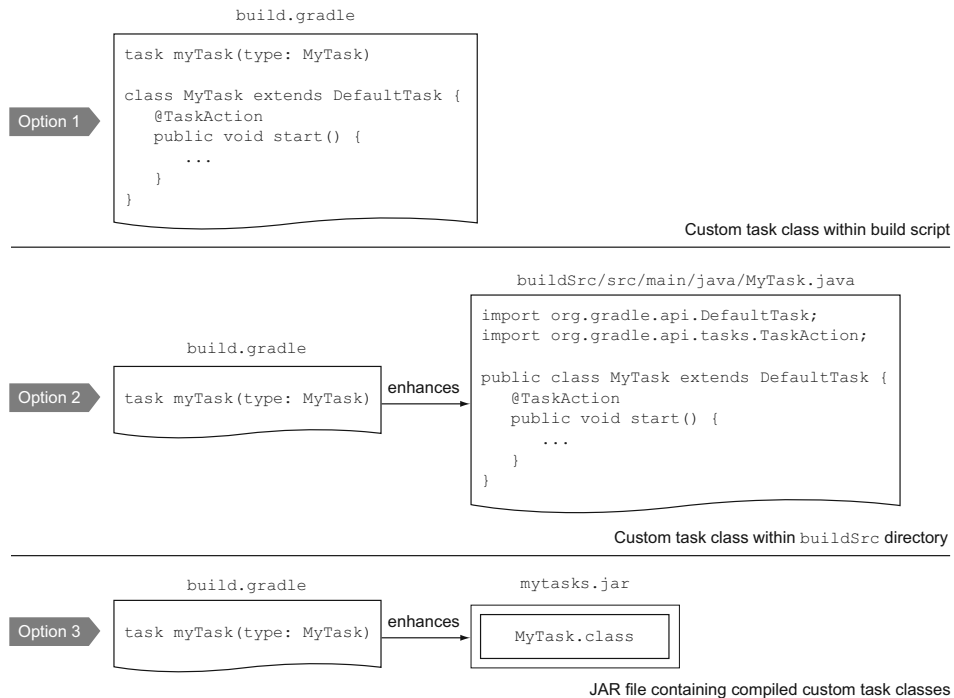 build.gradle
task myTask(type: MyTask)
class MyTask extends DefaultTask {
@TaskAction
public void start() {
...
}
}
Option 1
Custom task class within build script
buildSrc/src/main/java/MyTask.java
import org.gradle.api.DefaultTask;
import org.gradle.api.tasks.TaskAction;
public class MyTask extends DefaultTask {
@TaskAction
public void start() {
...
}
}
build.gradle
Option 2
task myTask(type: MyTask)
enhances
Custom task class within buildSrc directory
build.gradle
mytasks.jar
Option 3
task myTask(type: MyTask)
enhances
MyTask.class
JAR file containing compiled custom task classes